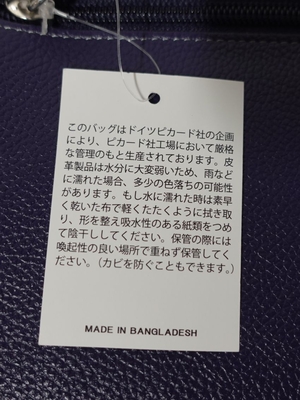 このバッグはドイツピカード社の企画
により、ピカード社工場において厳格
な管理のもと生産されております。皮
革製品は水分に大変弱いため、雨など
に濡れた場合、多少の色落ちの可能性
があります。もし水に濡れた時は素早
く乾いた布で軽くたたくように拭き取
り、形を整え吸水性のある紙類をつめ
て陰干ししてください。保管の際には
喚起性の良い場所で重ねず保管してく
ださい。（カビを防ぐこともできます。）
MADE IN BANGLADESH